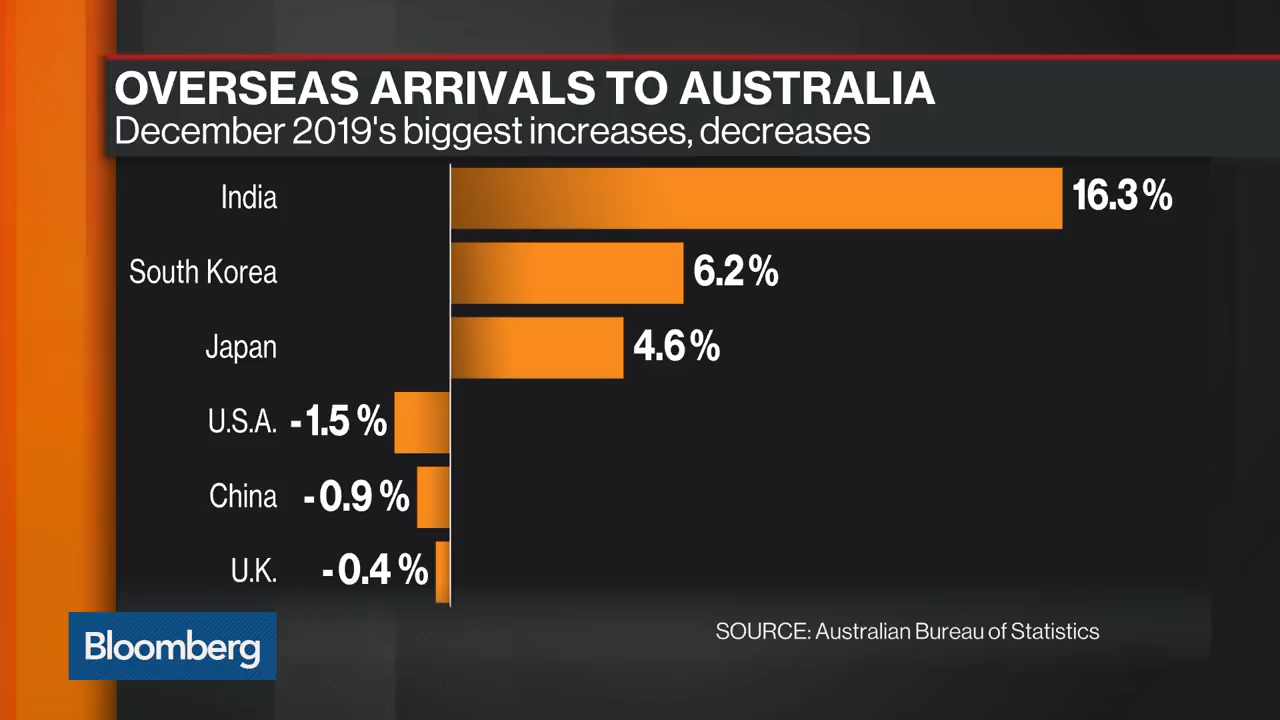 OVERSEAS ARRIVALS TO AUSTRALIA
December 2019's biggest increases, decreases
India 16.3%
South Korea 6.2%
Japan 4.6%
U.S.A. -1.5%
China -0.9%
U.K. -0.4%
SOURCE: Australian Bureau of Statistics
Bloomberg